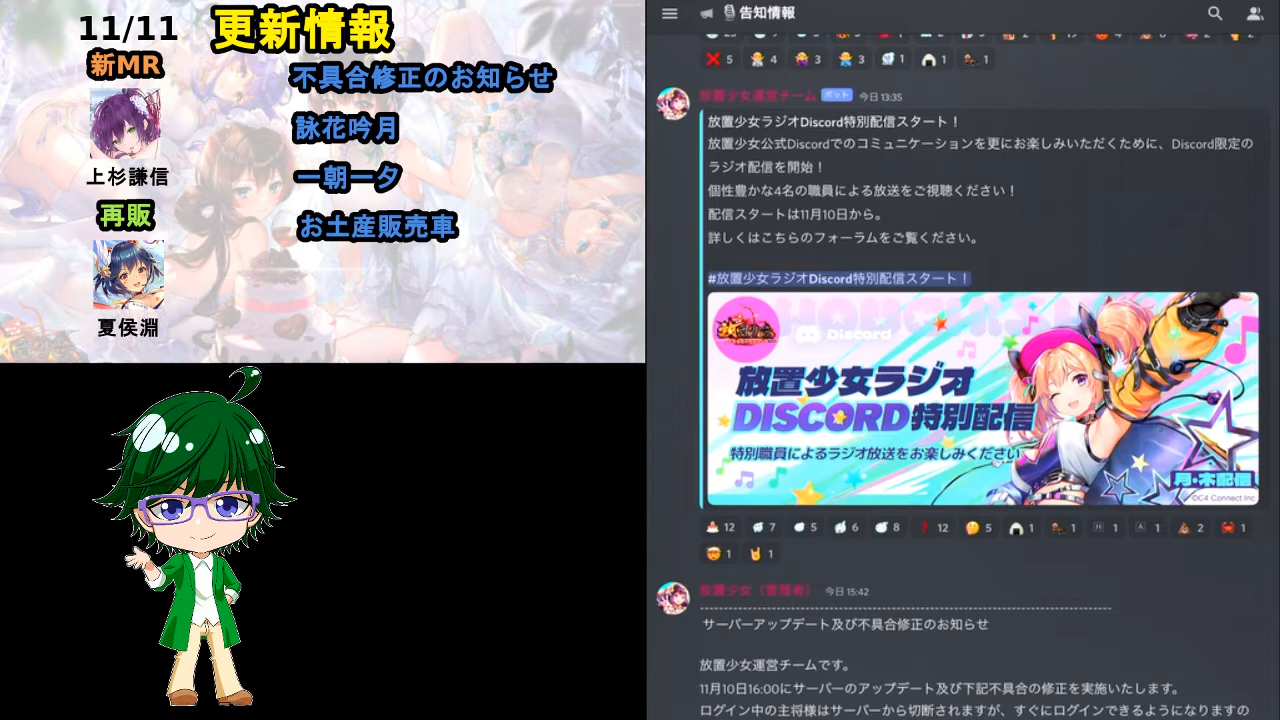 11/11 更新情報
新MR
上杉謙信
再販
夏侯淵
不具合修正のお知らせ
詠花吟月
一朝一夕
お土産販売車
告知情報
5 4 3 3 1 1 1
放置少女運営チーム ボット 今日 13:35
放置少女ラジオDiscord特別配信スタート！
放置少女公式Discordでのコミュニケーションを更にお楽しみいただくために、Discord限定の
ラジオ配信を開始！
個性豊かな4名の職員による放送をご視聴ください！
配信スタートは11月10日から。
詳しくはこちらのフォーラムをご覧ください。
#放置少女ラジオDiscord特別配信スタート！
Discord
放置少女ラジオ
DISCORD特別配信
特別職員によるラジオ放送をお楽しみください
月・木配信
©C4 Connect Inc
12 7 5 6 8 12 5 1 1 H 1 A 1 2 1
1 1
放置少女（管理者） 今日 15:42
サーバーアップデート及び不具合修正のお知らせ
放置少女運営チームです。
11月10日16:00にサーバーのアップデート及び下記不具合の修正を実施いたします。
ログイン中の主将様はサーバーから切断されますが、すぐにログインできるようになりますの